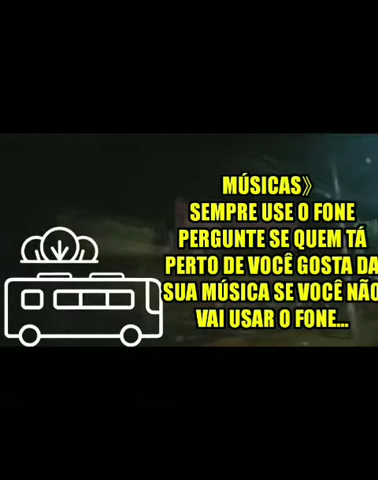 MÚSICAS》
SEMPRE USE O FONE
PERGUNTE SE QUEM TÁ
PERTO DE VOCÊ GOSTA DA
SUA MÚSICA SE VOCÊ NÃO
VAI USAR O FONE...